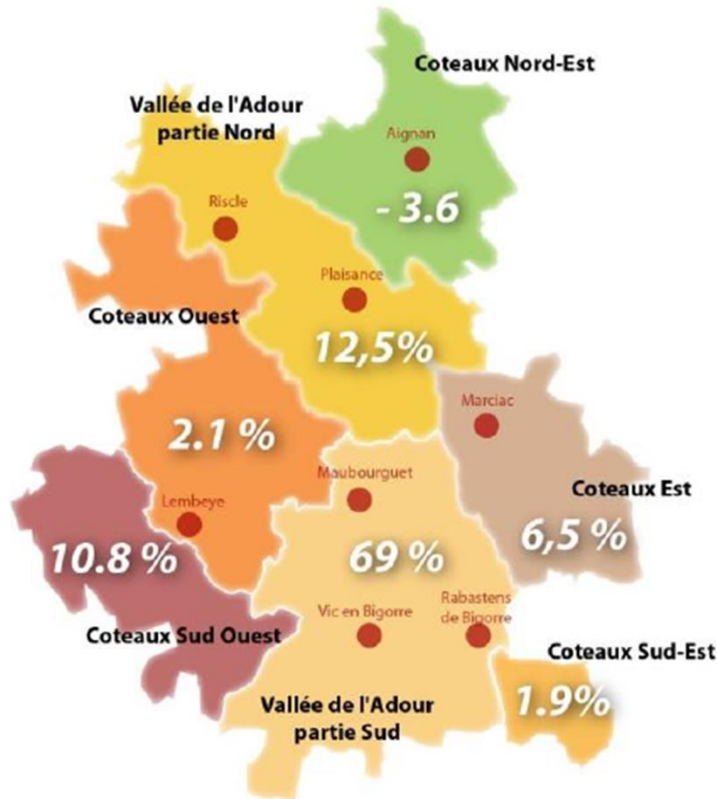 Coteaux Nord-Est
Vallée de l'Adour
partie Nord
Aignan
- 3.6
Riscle
Plaisance
Coteaux Ouest
12,5%
Marciac
2.1 %
Maubourguet
Coteaux Est
Lembeye
6,5 %
10.8 %
69 %
Rabastens
de Bigorre
Vic en Bigorre
Coteaux Sud Ouest
Coteaux Sud-Est
1.9%
Vallée de l'Adour
partie Sud